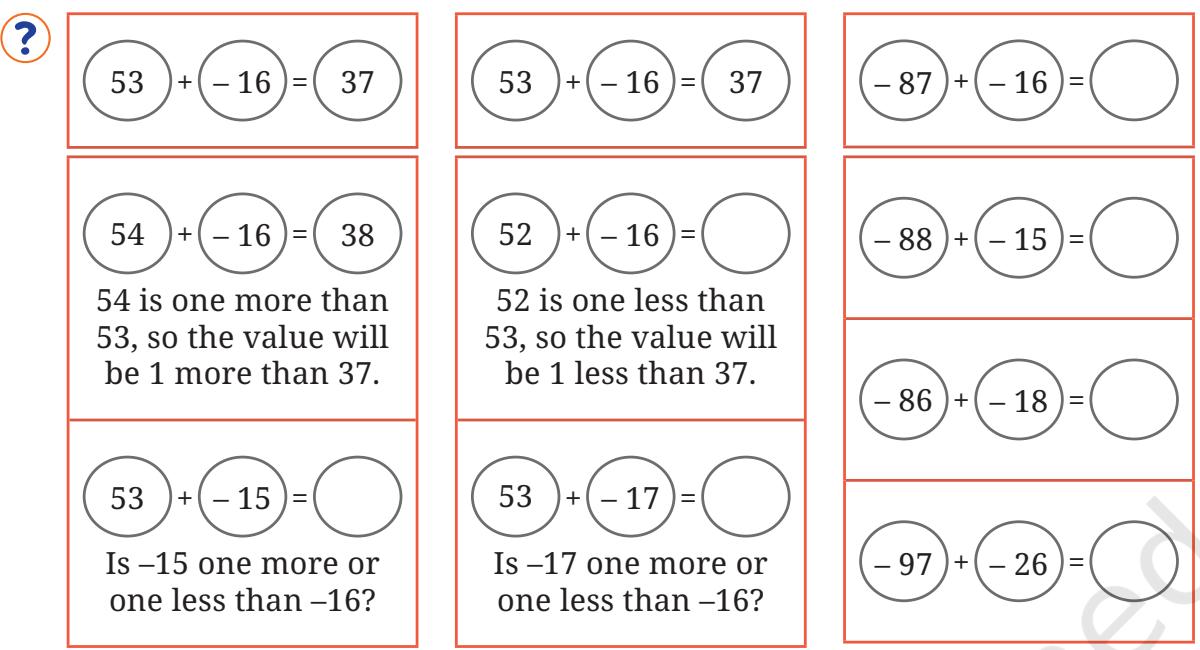 ?
53 + – 16 = 37
54 + – 16 = 38
54 is one more than
53, so the value will
be 1 more than 37.
53 + – 15 =
Is –15 one more or
one less than –16?
53 + – 16 = 37
52 + – 16 =
52 is one less than
53, so the value will
be 1 less than 37.
53 + – 17 =
Is –17 one more or
one less than –16?
– 87 + – 16 =
– 88 + – 15 =
– 86 + – 18 =
– 97 + – 26 =